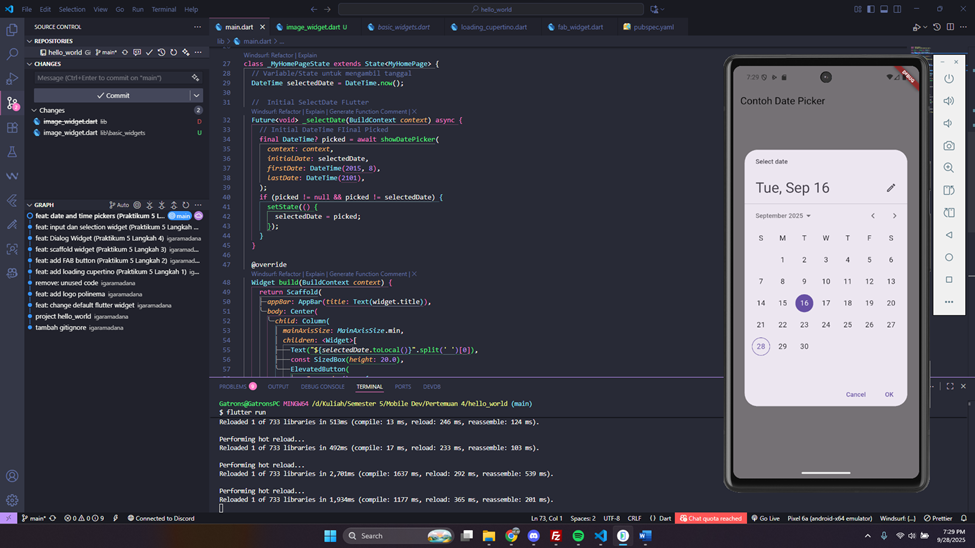 File Edit Selection View Go Run Terminal Help
hello_world
SOURCE CONTROL
REPOSITORIES
hello_world main*
CHANGES
Message (Ctrl+Enter to commit on "main")
Commit
Changes 2
image_widget.dart lib D
image_widget.dart lib\basic_widgets U
GRAPH Auto
feat: date and time pickers (Praktikum 5 L... main
feat: input dan selection widget (Praktikum 5 Langkah ...
feat: Dialog Widget (Praktikum 5 Langkah 4) igaramadana
feat: scaffold widget (Praktikum 5 Langkah 3) igaramad...
feat: add FAB button (Praktikum 5 Langkah 2) igaramad...
feat: add loading cupertino (Praktikum 5 Langkah 1) iga...
remove: unused code igaramadana
feat: add logo polinema igaramadana
feat: change default flutter widget igaramadana
project hello_world igaramadana
tambah gitignore igaramadana
main.dart image_widget.dart U basic_widgets.dart loading_cupertino.dart fab_widget.dart pubspec.yaml
lib > main.dart > ...
Windsurf: Refactor | Explain
27 class _MyHomePageState extends State<MyHomePage> {
28 // Variable/State untuk mengambil tanggal
29 DateTime selectedDate = DateTime.now();
30
31 // Initial SelectDate FLutter
Windsurf: Refactor | Explain | Generate Function Comment | X
32 Future<void> _selectDate(BuildContext context) async {
33 // Initial DateTime FIinal Picked
34 final DateTime? picked = await showDatePicker(
35 context: context,
36 initialDate: selectedDate,
37 firstDate: DateTime(2015, 8),
38 lastDate: DateTime(2101),
39 );
40 if (picked != null && picked != selectedDate) {
41 setState(() {
42 selectedDate = picked;
43 });
44 }
45 }
46
47 @override
Windsurf: Refactor | Explain | Generate Function Comment | X
48 Widget build(BuildContext context) {
49 return Scaffold(
50 appBar: AppBar(title: Text(widget.title)),
51 body: Center(
52 child: Column(
53 mainAxisSize: MainAxisSize.min,
54 children: <Widget>[
55 Text("${selectedDate.toLocal()}".split(' ')[0]),
56 const SizedBox(height: 20.0),
57 ElevatedButton(
PROBLEMS OUTPUT DEBUG CONSOLE TERMINAL PORTS DEVDB
Gatrons@GatronsPC MINGW64 /d/Kuliah/Semester 5/Mobile Dev/Pertemuan 4/hello_world (main)
$ flutter run
Reloaded 1 of 733 libraries in 513ms (compile: 13 ms, reload: 246 ms, reassemble: 124 ms).
Performing hot reload...
Reloaded 1 of 733 libraries in 492ms (compile: 17 ms, reload: 233 ms, reassemble: 103 ms).
Performing hot reload...
Reloaded 1 of 733 libraries in 2,701ms (compile: 1637 ms, reload: 292 ms, reassemble: 539 ms).
Performing hot reload...
Reloaded 1 of 733 libraries in 1,934ms (compile: 1177 ms, reload: 365 ms, reassemble: 201 ms).
7:29
DEBUG
Contoh Date Picker
Select date
Tue, Sep 16
September 2025
S M T W T F S
1 2 3 4 5 6
7 8 9 10 11 12 13
14 15 16 17 18 19 20
21 22 23 24 25 26 27
28 29 30
Cancel OK
main* 0 0 9 Connected to Discord Ln 73, Col 1 Spaces: 2 UTF-8 CRLF {} Dart Chat quota reached Go Live Pixel 6a (android-x64 emulator) Windsurf: {...} Prettier
Search
7:29 PM
9/28/2025